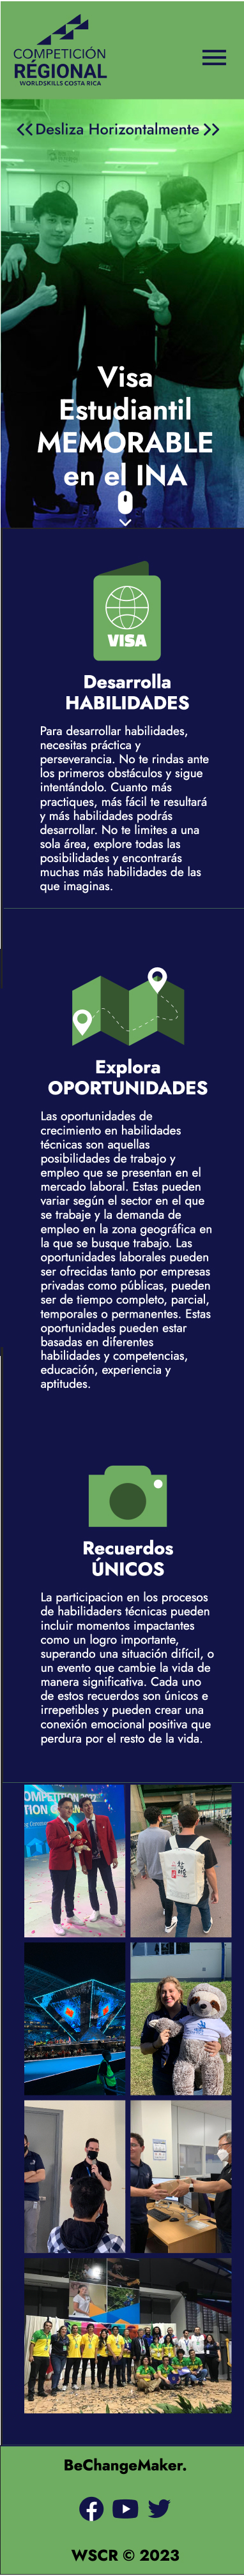 COMPETICIÓN
RÉGIONAL
WORLDSKILLS COSTA RICA
Desliza Horizontalmente
Visa
Estudiantil
MEMORABLE
en el INA
VISA
Desarrolla
HABILIDADES
Para desarrollar habilidades,
necesitas práctica y
perseverancia. No te rindas ante
los primeros obstáculos y sigue
intentándolo. Cuanto más
practiques, más fácil te resultará
y más habilidades podrás
desarrollar. No te limites a una
sola área, explore todas las
posibilidades y encontrarás
muchas más habilidades de las
que imaginas.
Explora
OPORTUNIDADES
Las oportunidades de
crecimiento en habilidades
técnicas son aquellas
posibilidades de trabajo y
empleo que se presentan en el
mercado laboral. Estas pueden
variar según el sector en el que
se trabaje y la demanda de
empleo en la zona geográfica en
la que se busque trabajo. Las
oportunidades laborales pueden
ser ofrecidas tanto por empresas
privadas como públicas, pueden
ser de tiempo completo, parcial,
temporales o permanentes. Estas
oportunidades pueden estar
basadas en diferentes
habilidades y competencias,
educación, experiencia y
aptitudes.
Recuerdos
ÚNICOS
La participacion en los procesos
de habilidaders técnicas pueden
incluir momentos impactantes
como un logro importante,
superando una situación difícil, o
un evento que cambie la vida de
manera significativa. Cada uno
de estos recuerdos son únicos e
irrepetibles y pueden crear una
conexión emocional positiva que
perdura por el resto de la vida.
BeChangeMaker.
WSCR © 2023